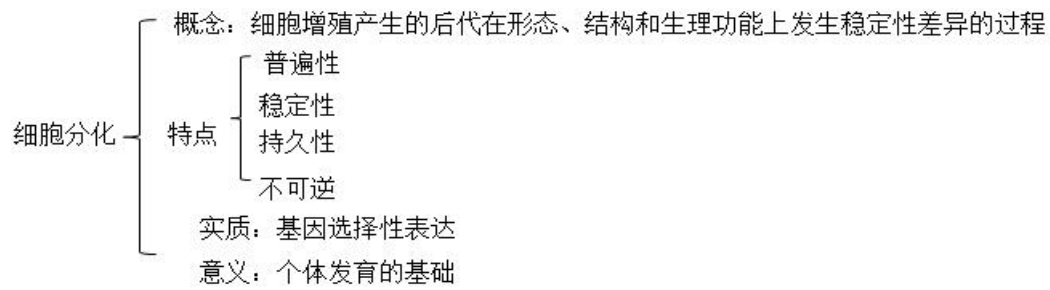 概念：细胞增殖产生的后代在形态、结构和生理功能上发生稳定性差异的过程
普遍性
稳定性
细胞分化
特点
持久性
不可逆
实质：基因选择性表达
意义：个体发育的基础